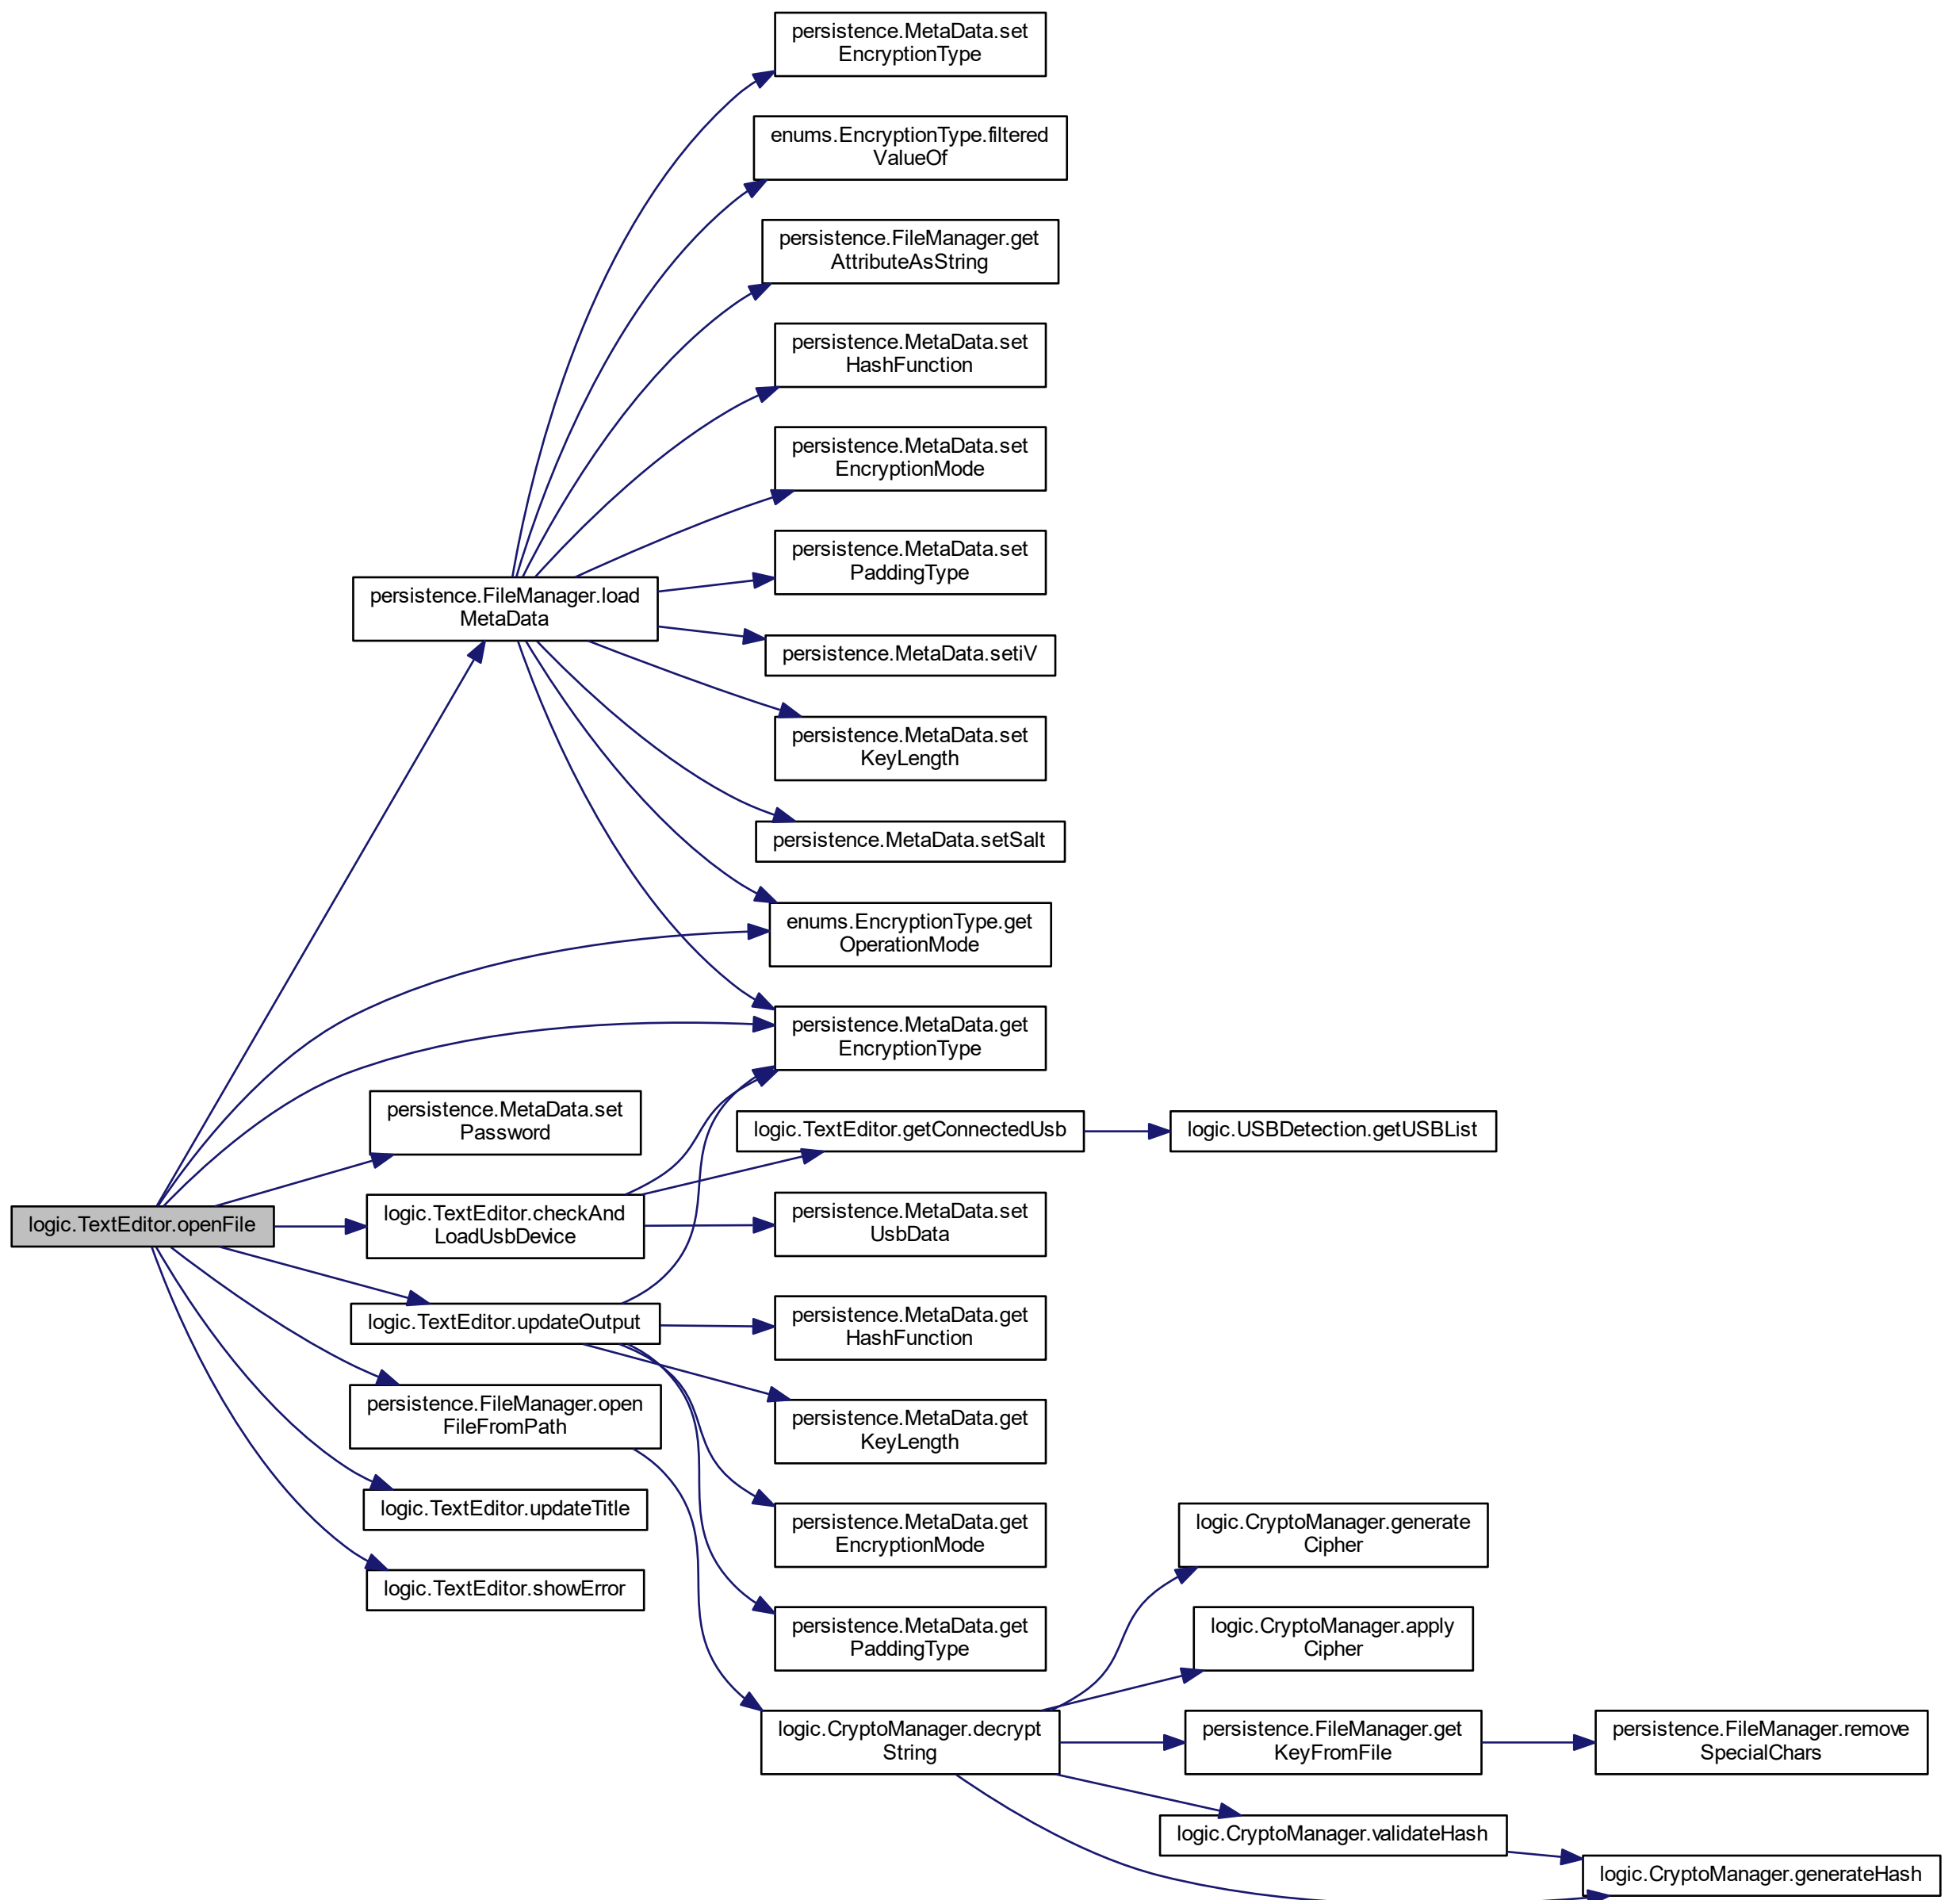 persistence.MetaData.set
EncryptionType
enums.EncryptionType.filtered
ValueOf
persistence.FileManager.get
AttributeAsString
persistence.MetaData.set
HashFunction
persistence.MetaData.set
EncryptionMode
persistence.MetaData.set
PaddingType
persistence.FileManager.load
MetaData
persistence.MetaData.setiV
persistence.MetaData.set
KeyLength
persistence.MetaData.setSalt
enums.EncryptionType.get
OperationMode
persistence.MetaData.get
EncryptionType
persistence.MetaData.set
Password
logic.TextEditor.getConnectedUsb
logic.USBDetection.getUSBList
logic.TextEditor.openFile
logic.TextEditor.checkAnd
LoadUsbDevice
persistence.MetaData.set
UsbData
logic.TextEditor.updateOutput
persistence.MetaData.get
HashFunction
persistence.FileManager.open
FileFromPath
persistence.MetaData.get
KeyLength
logic.TextEditor.updateTitle
persistence.MetaData.get
EncryptionMode
logic.CryptoManager.generate
Cipher
logic.TextEditor.showError
persistence.MetaData.get
PaddingType
logic.CryptoManager.apply
Cipher
logic.CryptoManager.decrypt
String
persistence.FileManager.get
KeyFromFile
persistence.FileManager.remove
SpecialChars
logic.CryptoManager.validateHash
logic.CryptoManager.generateHash